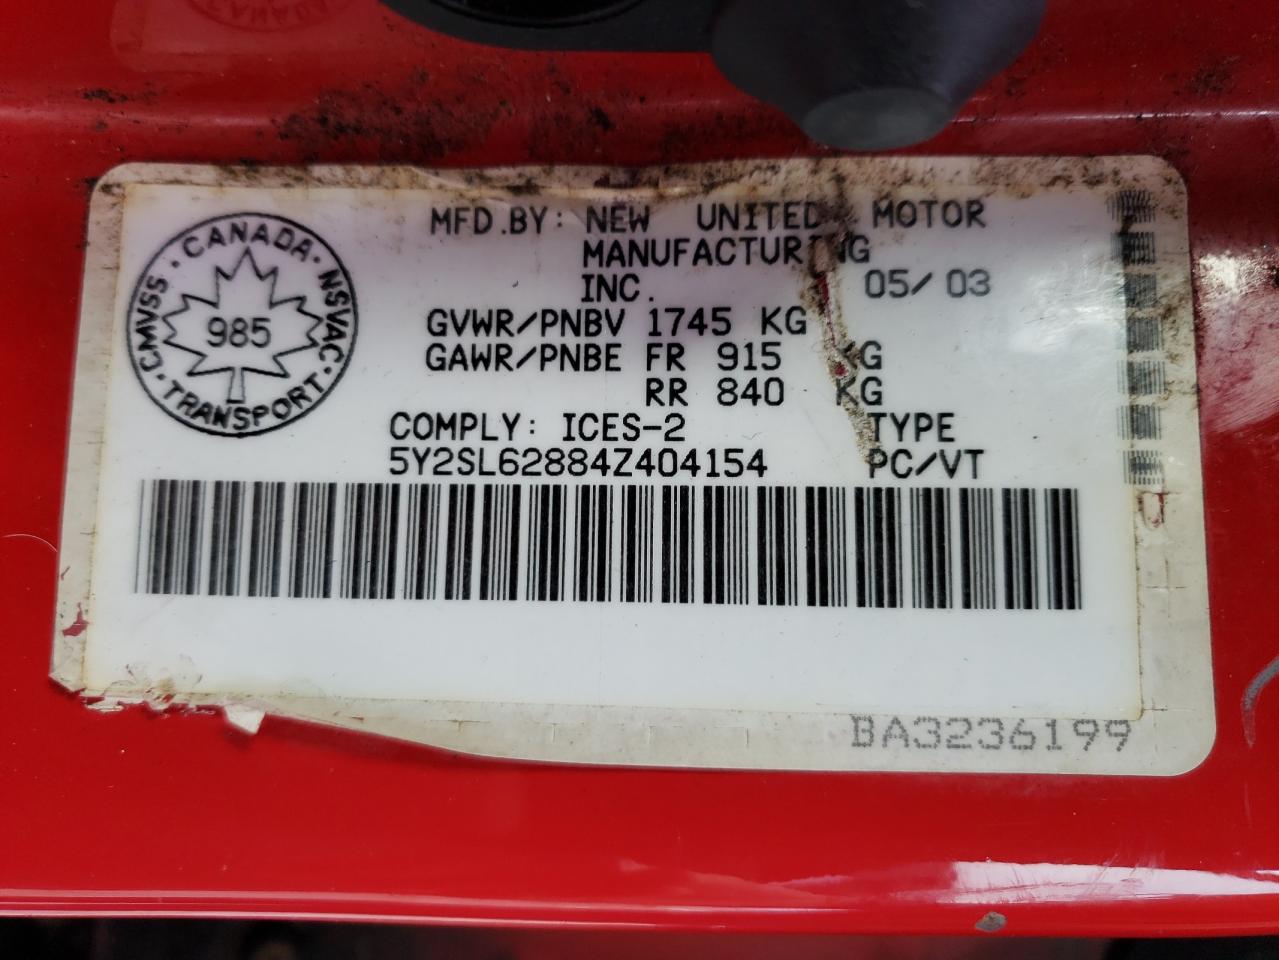 CMVSS · CANADA · NSVAC · TRANSPORT ·
985
MFD.BY: NEW UNITED MOTOR
MANUFACTURING
INC. 05/03
GVWR/PNBV 1745 KG
GAWR/PNBE FR 915 KG
RR 840 KG
COMPLY: ICES-2 TYPE
5Y2SL62884Z404154 PC/VT
BA3236199